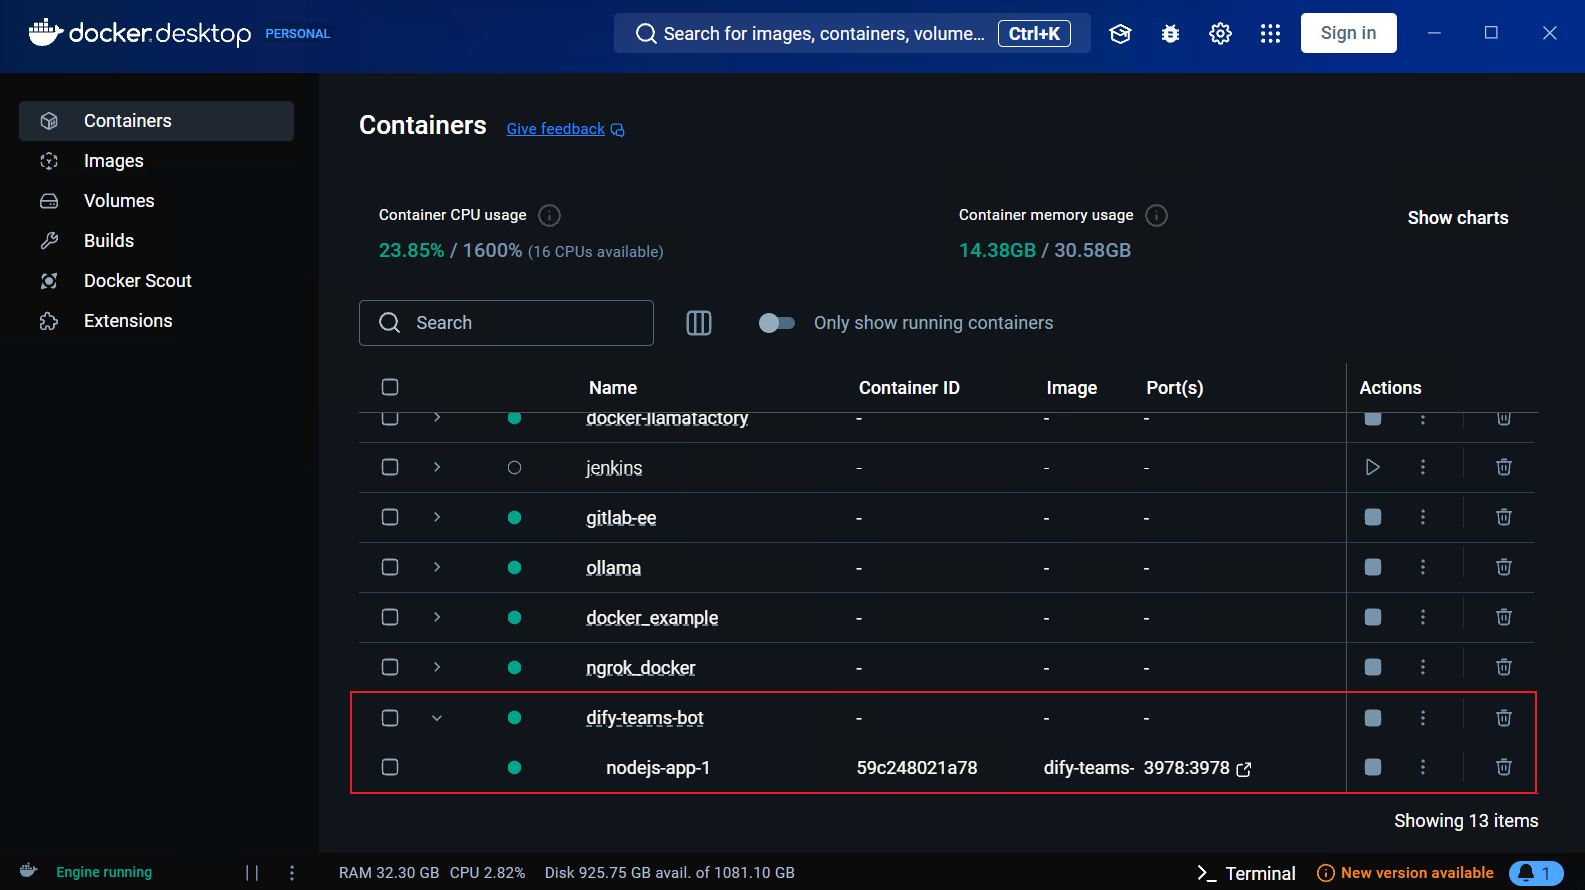 docker.desktop PERSONAL
Search for images, containers, volume... Ctrl+K
Sign in
Containers
Images
Volumes
Builds
Docker Scout
Extensions
Containers Give feedback
Container CPU usage
23.85% / 1600% (16 CPUs available)
Container memory usage
14.38GB / 30.58GB
Show charts
Search
Only show running containers
Name Container ID Image Port(s) Actions
docker-llamafactory - - -
jenkins - - -
gitlab-ee - - -
ollama - - -
docker_example - - -
ngrok_docker - - -
dify-teams-bot - - -
nodejs-app-1 59c248021a78 dify-teams- 3978:3978
Showing 13 items
Engine running RAM 32.30 GB CPU 2.82% Disk 925.75 GB avail. of 1081.10 GB >_ Terminal New version available 1